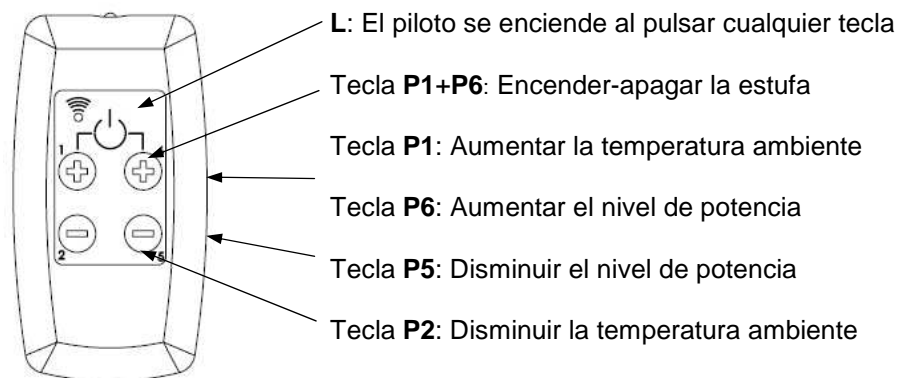 L: El piloto se enciende al pulsar cualquier tecla
Tecla P1+P6: Encender-apagar la estufa
1
Tecla P1: Aumentar la temperatura ambiente
Tecla P6: Aumentar el nivel de potencia
2
5
Tecla P5: Disminuir el nivel de potencia
Tecla P2: Disminuir la temperatura ambiente